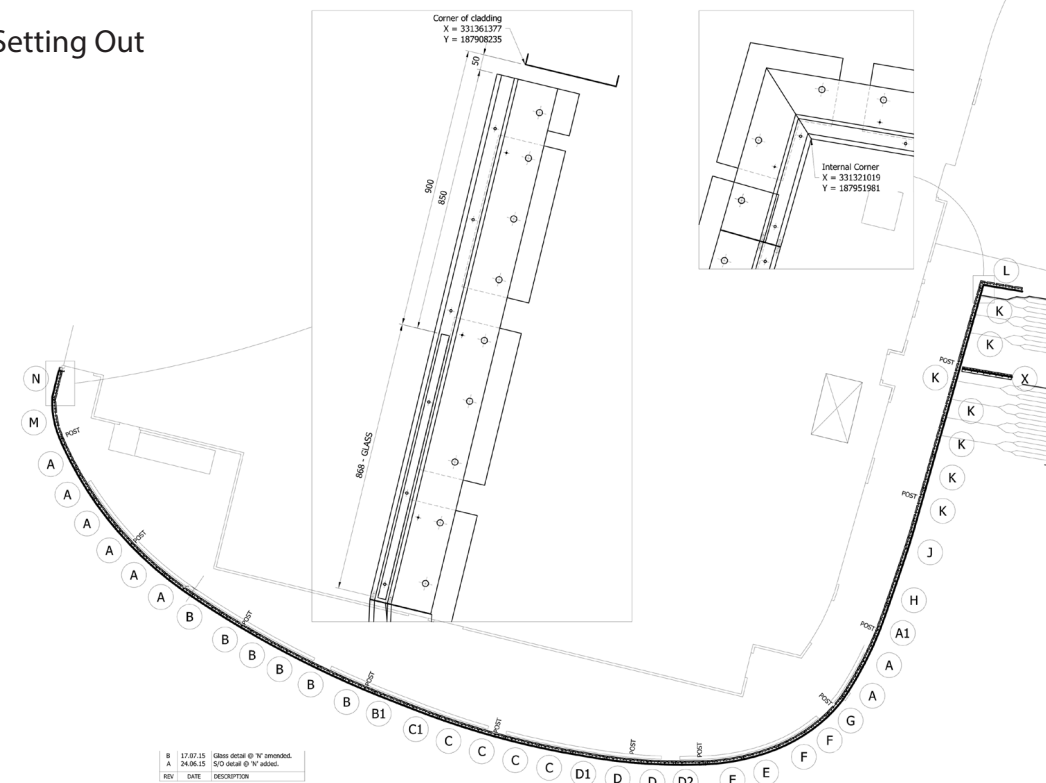 Setting Out
Corner of cladding
X = 331361377
Y = 187908235
50
900
850
868 - GLASS
Internal Corner
X = 331321019
Y = 187951981
L
K
K
K
X
K
K
K
K
J
H
A1
A
A
G
F
F
E
E
D2
D
D
D1
C
C
C
C
C1
B1
B
B
B
B
B
B
A
A
A
A
A
A
M
N
POST
POST
POST
POST
POST
POST
POST
POST
POST
POST
POST
B 17.07.15 Glass detail @ 'N' amended.
A 24.06.15 S/O detail @ 'N' added.
REV DATE DESCRIPTION